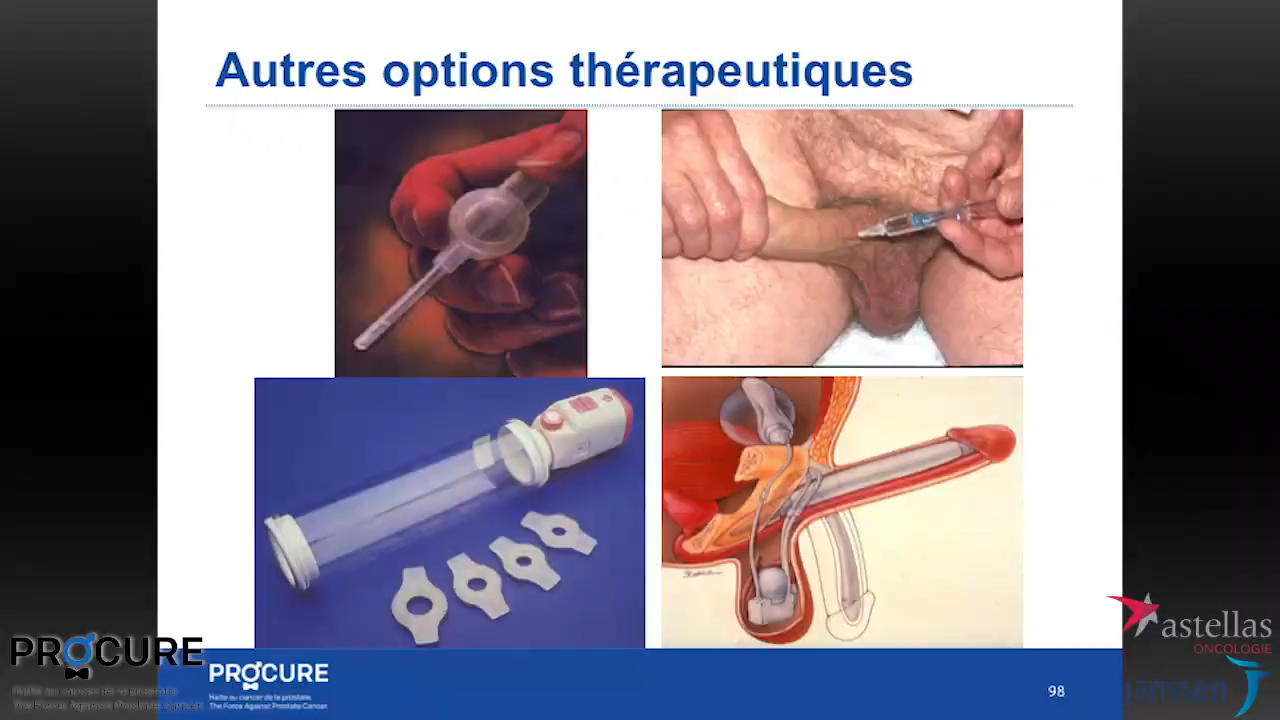 Autres options thérapeutiques
PROCURE
Halte au cancer de la prostate
The Force Against Prostate Cancer
PROCURE
Halte au cancer de la prostate.
The Force Against Prostate Cancer.
98
astellas
ONCOLOGIE
janssen